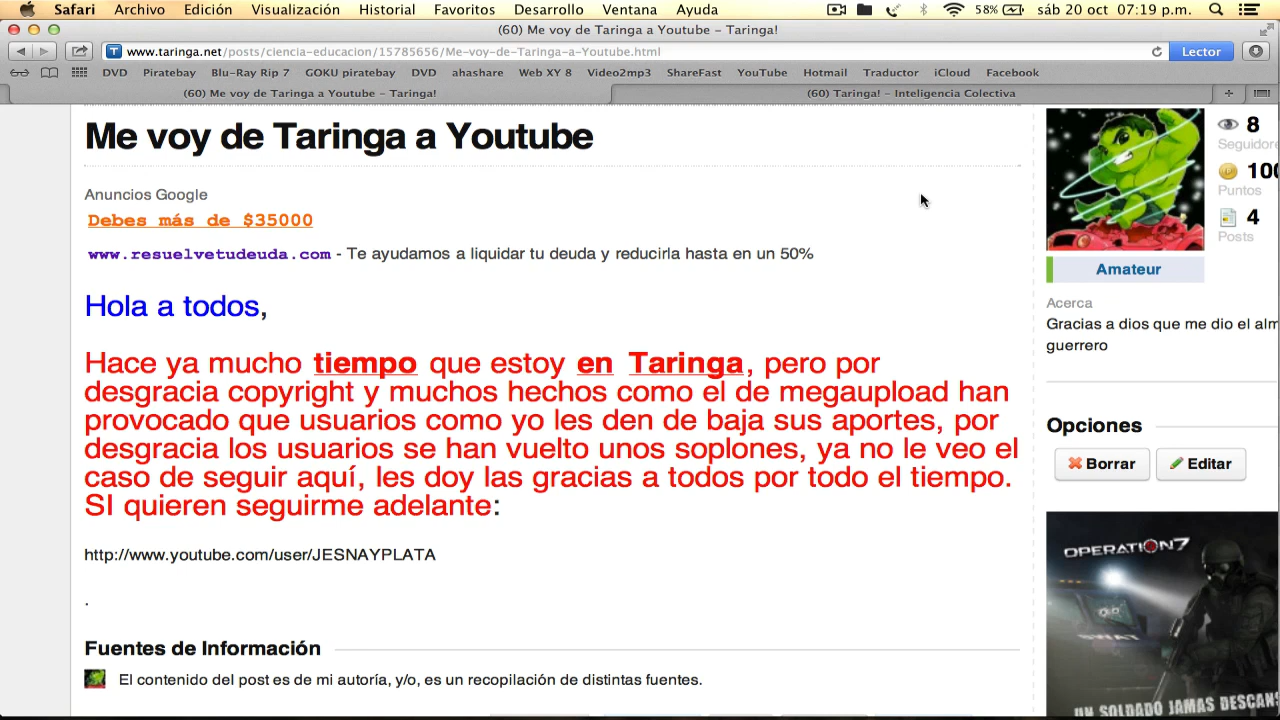 Safari Archivo Edición Visualización Historial Favoritos Desarrollo Ventana Ayuda 58% sáb 20 oct 07:19 p.m.
(60) Me voy de Taringa a Youtube – Taringa!
T www.taringa.net/posts/ciencia-educacion/15785656/Me-voy-de-Taringa-a-Youtube.html Lector
DVD Piratebay Blu-Ray Rip 7 GOKU piratebay DVD ahashare Web XY 8 Video2mp3 ShareFast YouTube Hotmail Traductor iCloud Facebook
(60) Me voy de Taringa a Youtube – Taringa! (60) Taringa! – Inteligencia Colectiva
Me voy de Taringa a Youtube
Anuncios Google
Debes más de $35000
www.resuelvetudeuda.com - Te ayudamos a liquidar tu deuda y reducirla hasta en un 50%
Hola a todos,
Hace ya mucho tiempo que estoy en Taringa, pero por
desgracia copyright y muchos hechos como el de megaupload han
provocado que usuarios como yo les den de baja sus aportes, por
desgracia los usuarios se han vuelto unos soplones, ya no le veo el
caso de seguir aquí, les doy las gracias a todos por todo el tiempo.
SI quieren seguirme adelante:
http://www.youtube.com/user/JESNAYPLATA
.
Fuentes de Información
El contenido del post es de mi autoría, y/o, es un recopilación de distintas fuentes.
8
Seguidore
100
Puntos
4
Posts
Amateur
Acerca
Gracias a dios que me dio el alm
guerrero
Opciones
Borrar Editar
OPERATION7
SWAT
UN SOLDADO JAMAS DESCANS